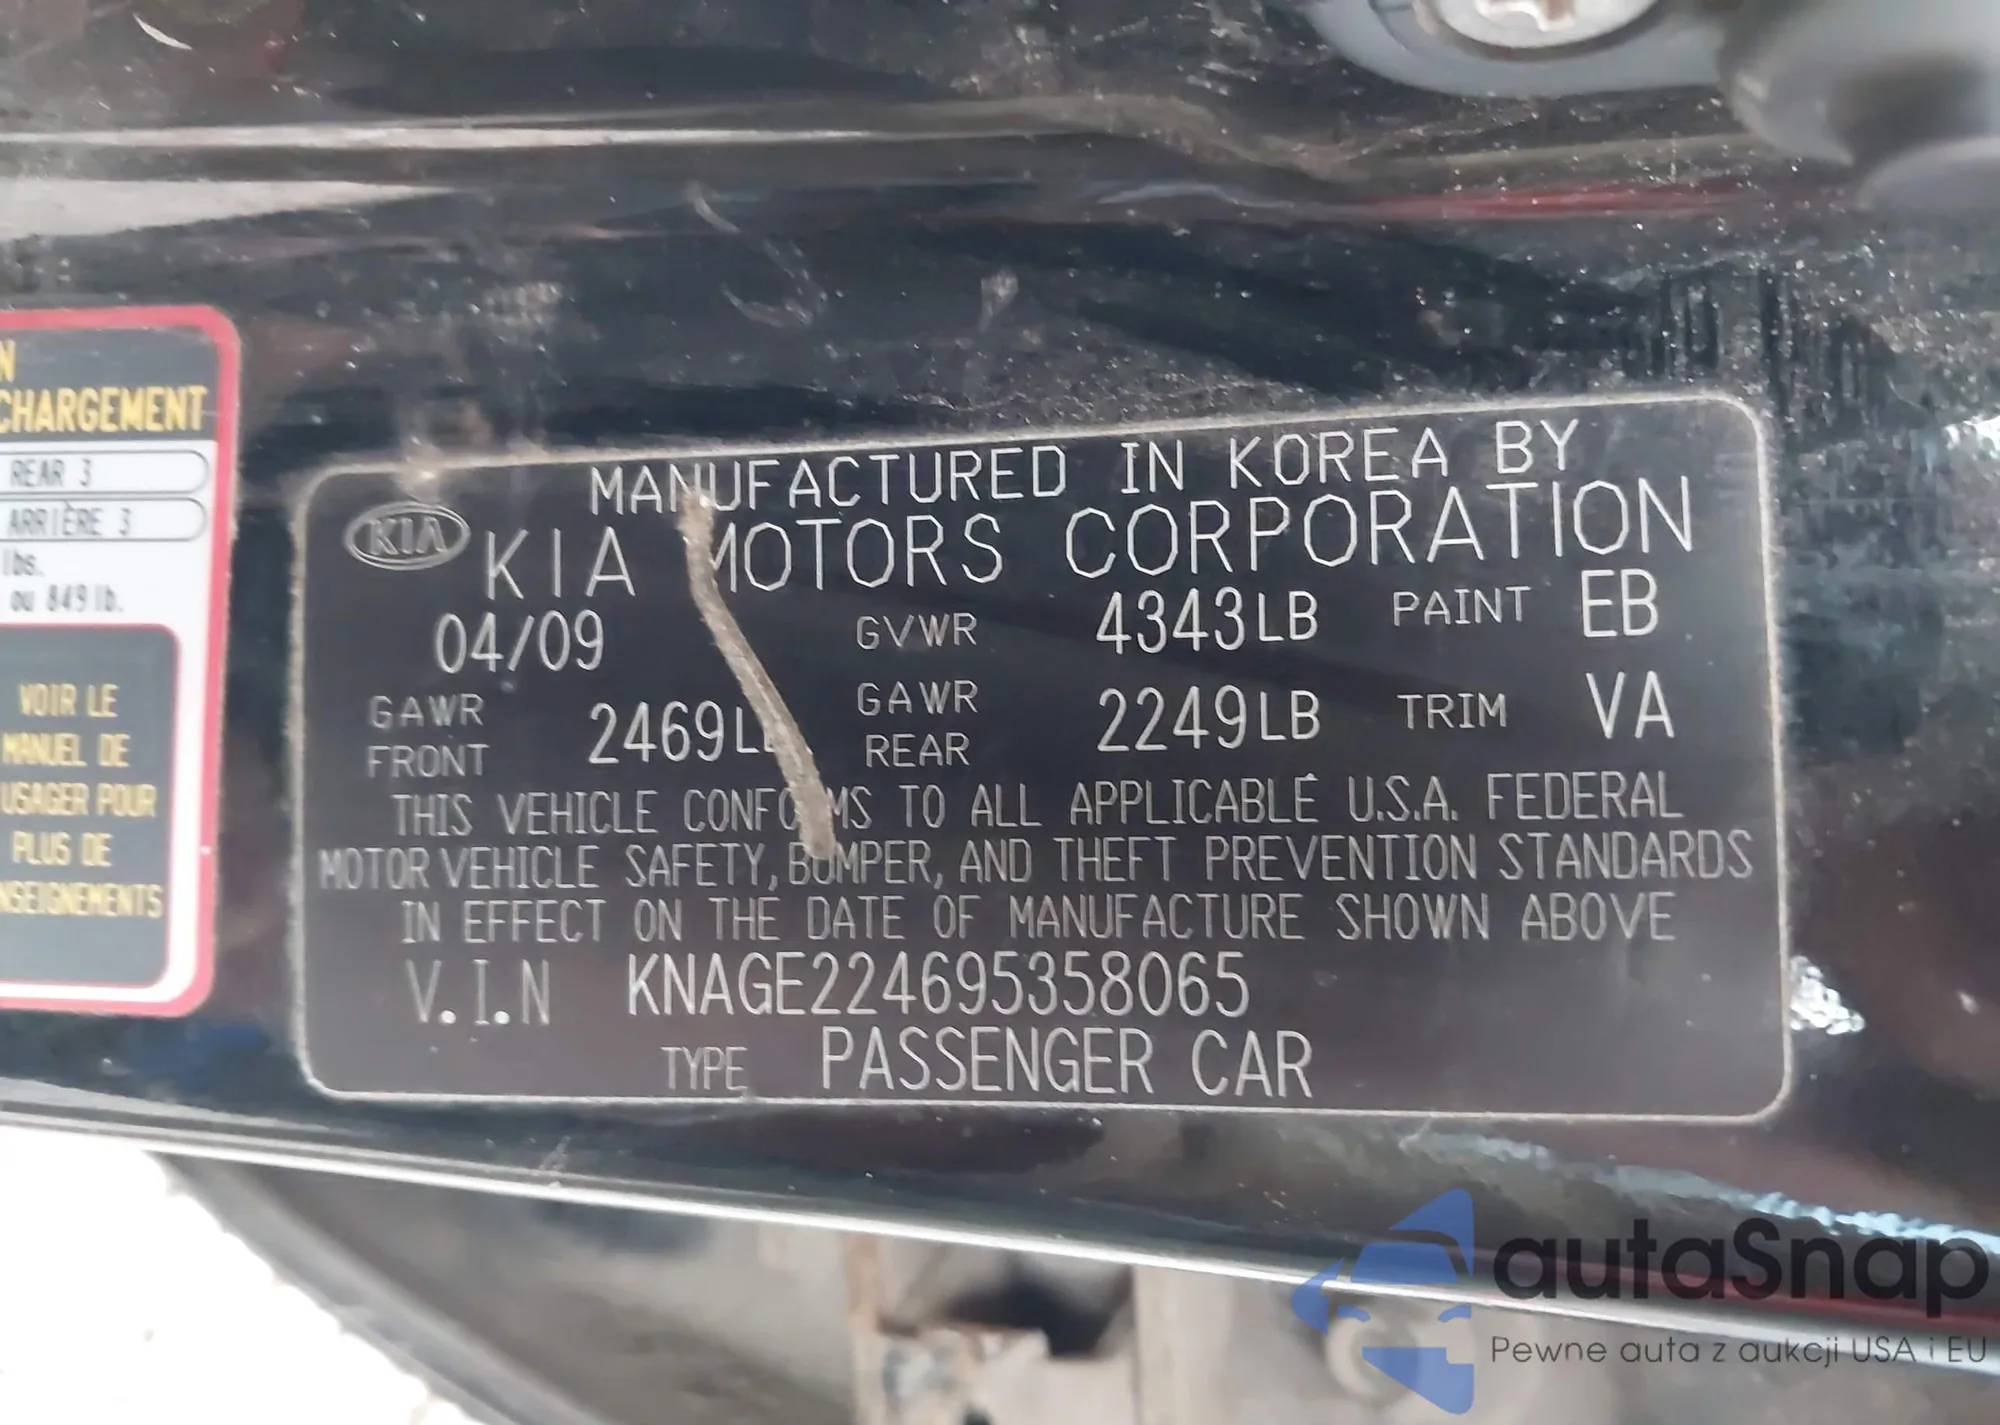 N
CHARGEMENT
REAR 3
ARRIÈRE 3
lbs.
ou 849 lb.
VOIR LE
MANUEL DE
USAGER POUR
PLUS DE
NSEIGNEMENTS
MANUFACTURED IN KOREA BY
KIA KIA MOTORS CORPORATION
04/09 GVWR 4343LB PAINT EB
GAWR FRONT 2469LB GAWR REAR 2249LB TRIM VA
THIS VEHICLE CONFORMS TO ALL APPLICABLE U.S.A. FEDERAL
MOTOR VEHICLE SAFETY, BUMPER, AND THEFT PREVENTION STANDARDS
IN EFFECT ON THE DATE OF MANUFACTURE SHOWN ABOVE
V.I.N KNAGE224695358065
TYPE PASSENGER CAR
autaSnap
Pewne auta z aukcji USA i EU